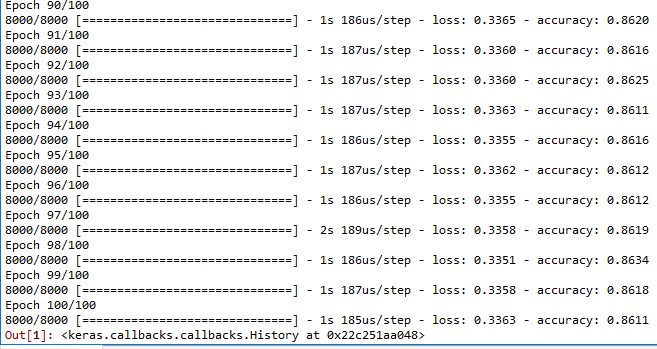 Epoch 90/100
8000/8000 [==============================] - 1s 186us/step - loss: 0.3365 - accuracy: 0.8620
Epoch 91/100
8000/8000 [==============================] - 1s 187us/step - loss: 0.3360 - accuracy: 0.8616
Epoch 92/100
8000/8000 [==============================] - 1s 187us/step - loss: 0.3360 - accuracy: 0.8625
Epoch 93/100
8000/8000 [==============================] - 1s 187us/step - loss: 0.3363 - accuracy: 0.8611
Epoch 94/100
8000/8000 [==============================] - 1s 186us/step - loss: 0.3355 - accuracy: 0.8616
Epoch 95/100
8000/8000 [==============================] - 1s 187us/step - loss: 0.3362 - accuracy: 0.8612
Epoch 96/100
8000/8000 [==============================] - 1s 186us/step - loss: 0.3355 - accuracy: 0.8612
Epoch 97/100
8000/8000 [==============================] - 2s 189us/step - loss: 0.3358 - accuracy: 0.8619
Epoch 98/100
8000/8000 [==============================] - 1s 186us/step - loss: 0.3351 - accuracy: 0.8634
Epoch 99/100
8000/8000 [==============================] - 1s 187us/step - loss: 0.3358 - accuracy: 0.8618
Epoch 100/100
8000/8000 [==============================] - 1s 185us/step - loss: 0.3363 - accuracy: 0.8611
Out[1]: <keras.callbacks.callbacks.History at 0x22c251aa048>